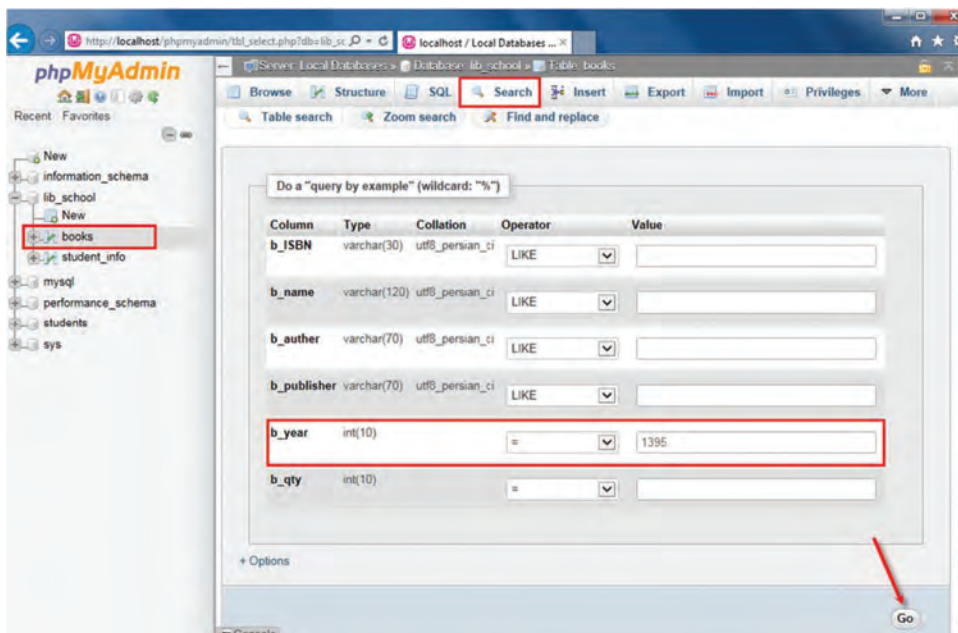 http://localhost/phpmyadmin/tbl_select.php?db=lib_sc
localhost / Local Databases ...
phpMyAdmin
Recent Favorites
New
information_schema
lib_school
New
books
student_info
mysql
performance_schema
students
sys
Server: Local Databases » Database: lib_school » Table: books
Browse Structure SQL Search Insert Export Import Privileges More
Table search Zoom search Find and replace
Do a "query by example" (wildcard: "%")
Column Type Collation Operator Value
b_ISBN varchar(30) utf8_persian_ci LIKE
b_name varchar(120) utf8_persian_ci LIKE
b_auther varchar(70) utf8_persian_ci LIKE
b_publisher varchar(70) utf8_persian_ci LIKE
b_year int(10) = 1395
b_qty int(10) =
+ Options
Go
Console